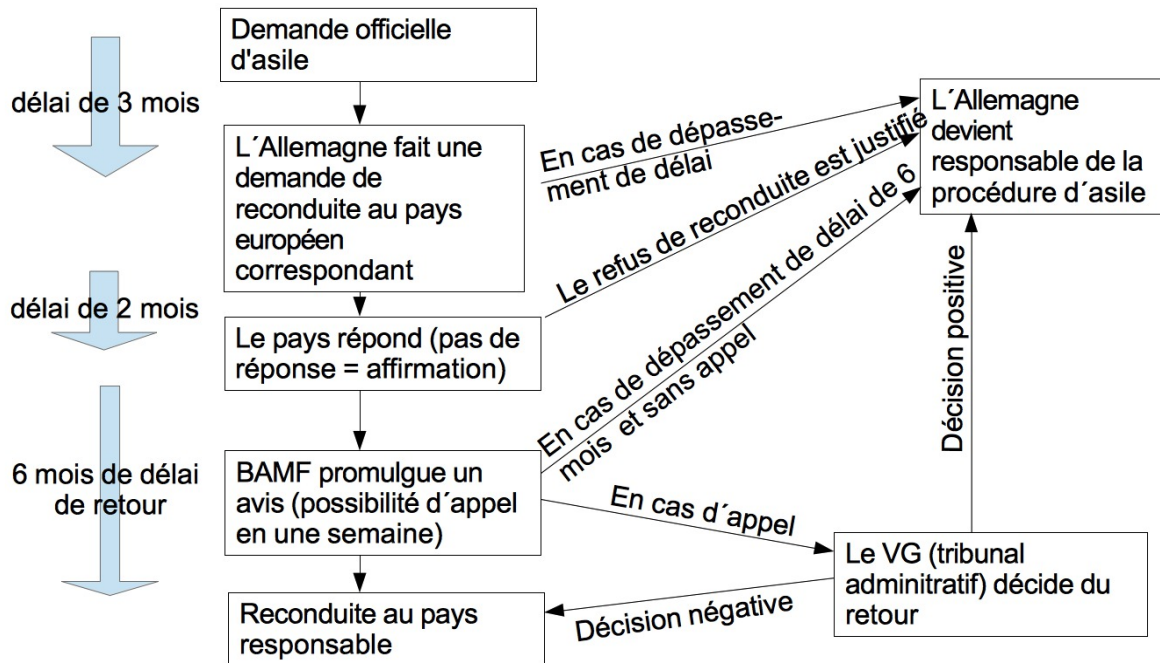 Demande officielle
d'asile
délai de 3 mois
L´Allemagne fait une
demande de
reconduite au pays
européen
correspondant
En cas de dépasse-
ment de délai
L´Allemagne
devient
responsable de la
procédure d´asile
Le refus de reconduite est justifié
délai de 2 mois
Le pays répond (pas de
réponse = affirmation)
En cas de dépassement de délai de 6
mois et sans appel
Décision positive
6 mois de délai
de retour
BAMF promulgue un
avis (possibilité d´appel
en une semaine)
En cas d´appel
Le VG (tribunal
adminitratif) décide du
retour
Décision négative
Reconduite au pays
responsable